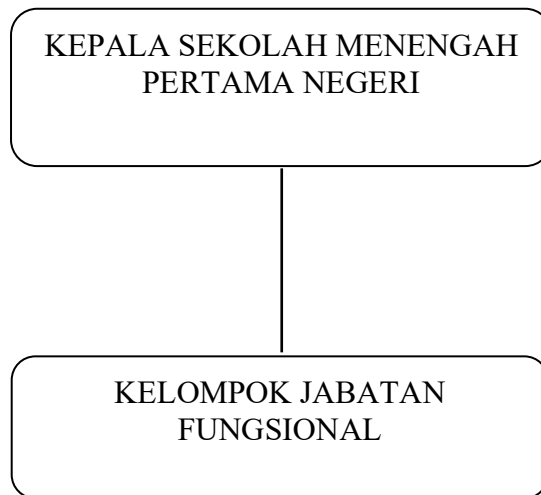 KEPALA SEKOLAH MENENGAH
PERTAMA NEGERI
KELOMPOK JABATAN
FUNGSIONAL